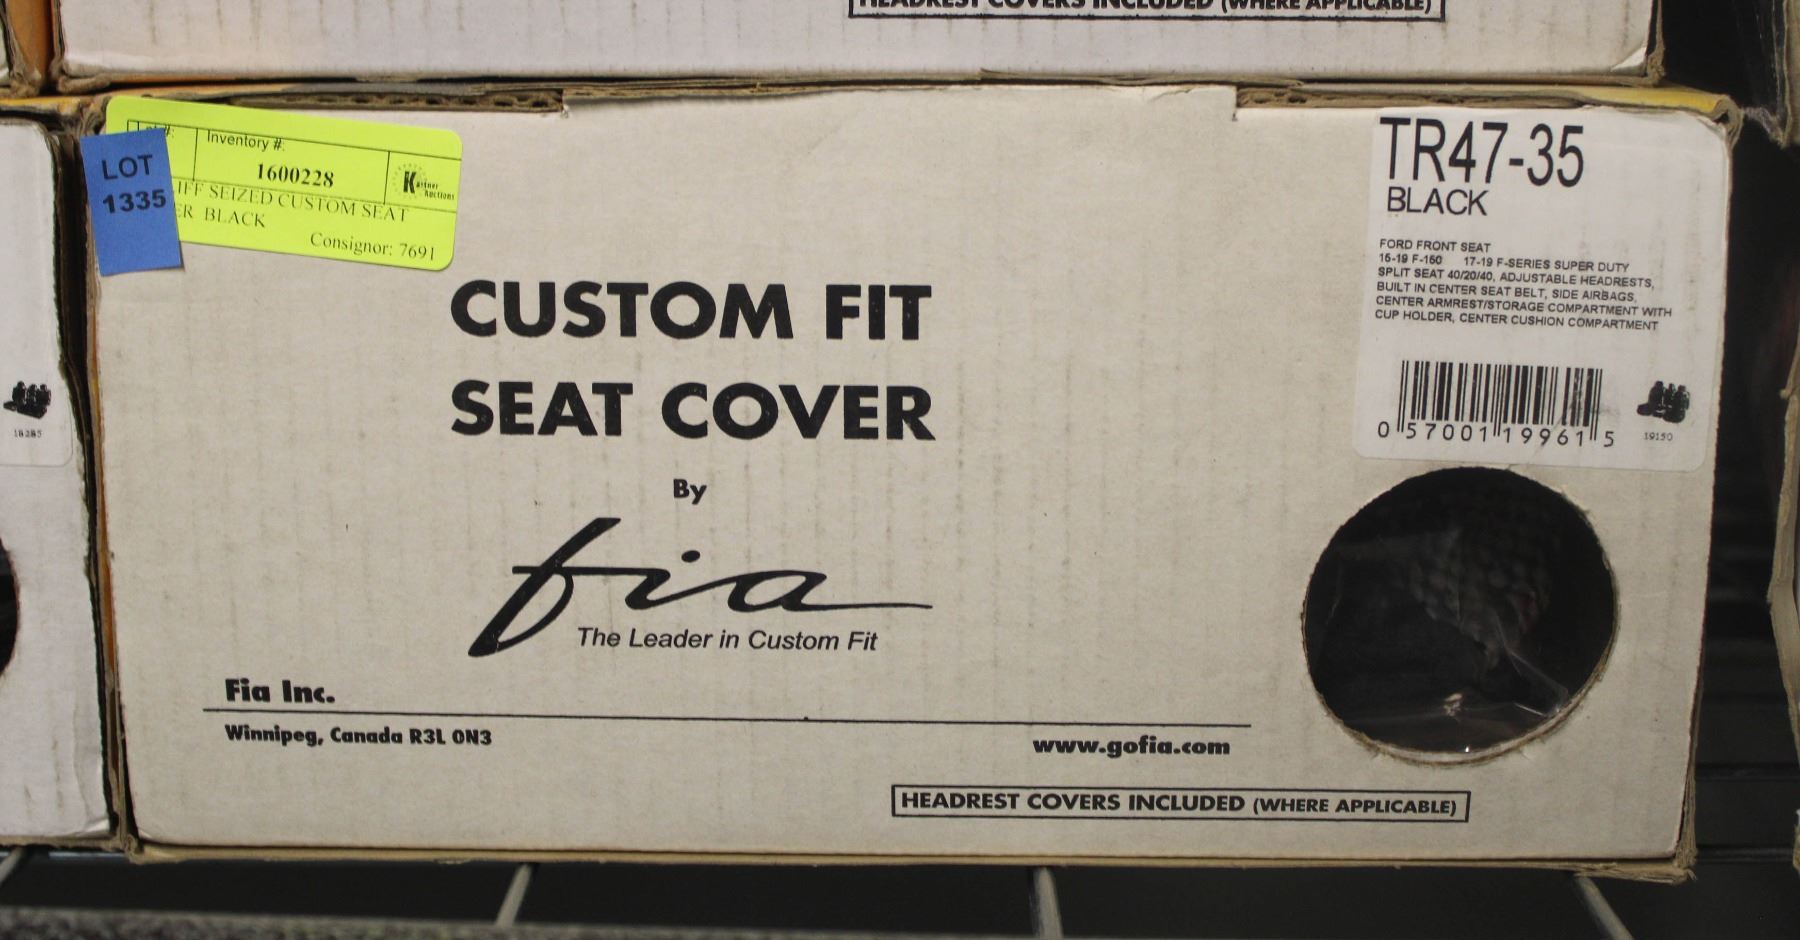 HEADREST COVERS INCLUDED (WHERE APPLICABLE)
LOT
1335
Inventory #:
1600228
Kastner
Auctions
SEIZED CUSTOM SEAT
BLACK
Consignor: 7691
CUSTOM FIT
SEAT COVER
By
fia
The Leader in Custom Fit
Fia Inc.
Winnipeg, Canada R3L 0N3
www.gofia.com
HEADREST COVERS INCLUDED (WHERE APPLICABLE)
TR47-35
BLACK
FORD FRONT SEAT
15-19 F-150 17-19 F-SERIES SUPER DUTY
SPLIT SEAT 40/20/40, ADJUSTABLE HEADRESTS,
BUILT IN CENTER SEAT BELT, SIDE AIRBAGS,
CENTER ARMREST/STORAGE COMPARTMENT WITH
CUP HOLDER, CENTER CUSHION COMPARTMENT
0 57001 19961 5
19150
18285